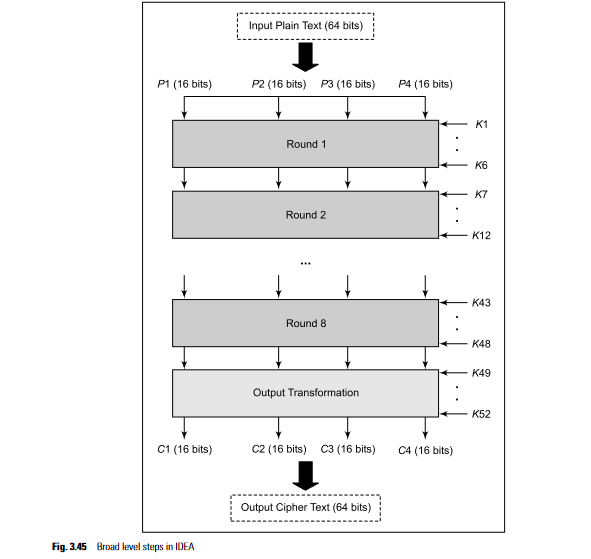 Input Plain Text (64 bits)
P1 (16 bits) P2 (16 bits) P3 (16 bits) P4 (16 bits)
K1
Round 1
K6
K7
Round 2
K12
...
K43
Round 8
K48
K49
Output Transformation
K52
C1 (16 bits) C2 (16 bits) C3 (16 bits) C4 (16 bits)
Output Cipher Text (64 bits)
Fig. 3.45 Broad level steps in IDEA